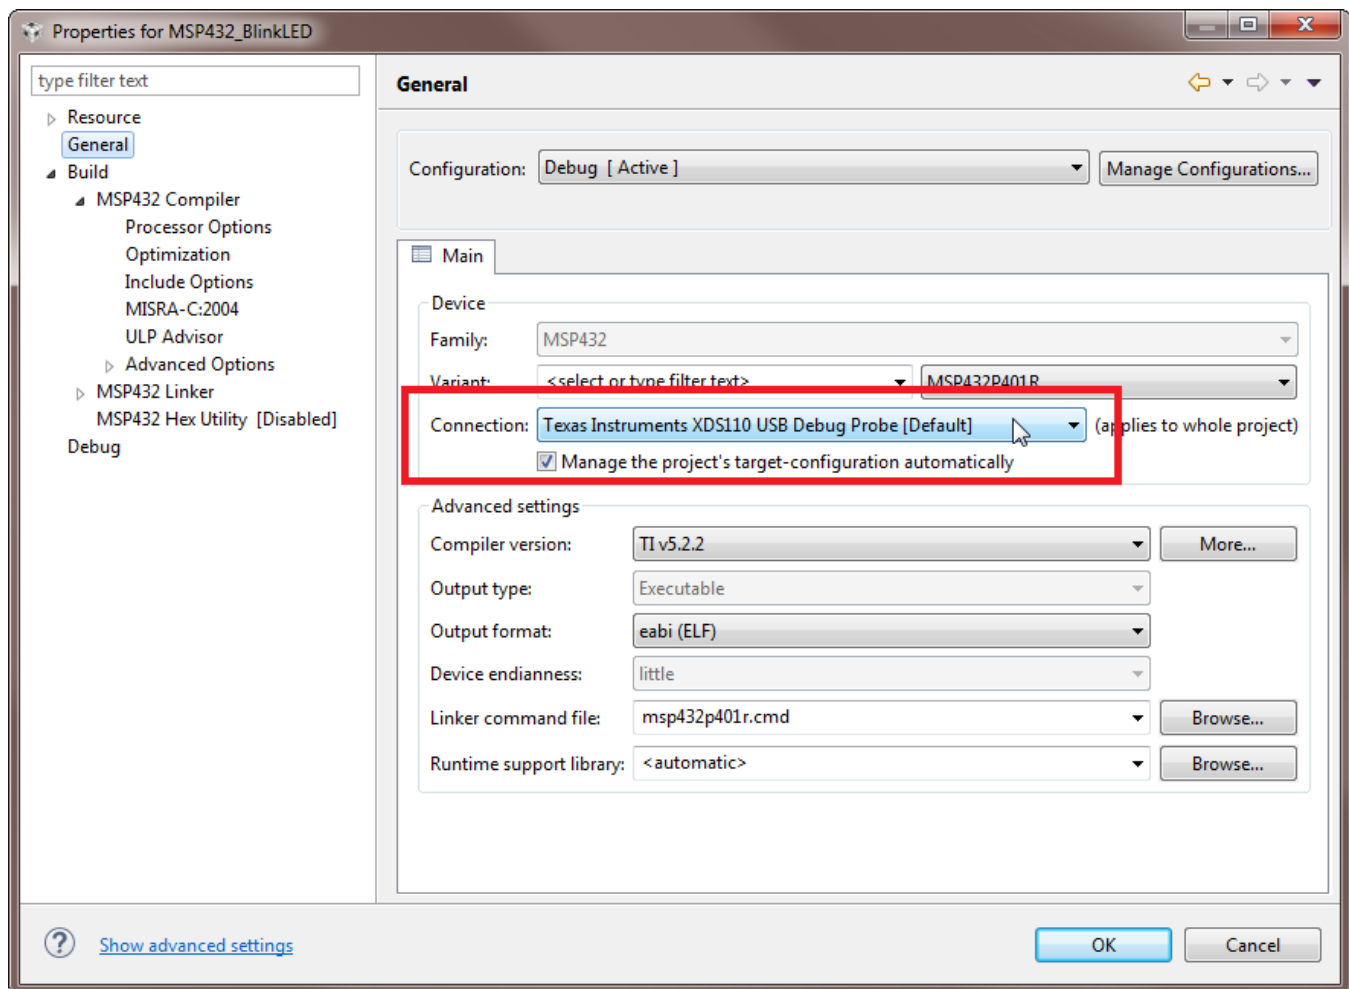 Properties for MSP432_BlinkLED
type filter text
Resource
General
Build
MSP432 Compiler
Processor Options
Optimization
Include Options
MISRA-C:2004
ULP Advisor
Advanced Options
MSP432 Linker
MSP432 Hex Utility [Disabled]
Debug
General
Configuration: Debug [ Active ] Manage Configurations...
Main
Device
Family: MSP432
Variant: <select or type filter text> MSP432P401R
Connection: Texas Instruments XDS110 USB Debug Probe [Default] (applies to whole project)
Manage the project's target-configuration automatically
Advanced settings
Compiler version: TI v5.2.2 More...
Output type: Executable
Output format: eabi (ELF)
Device endianness: little
Linker command file: msp432p401r.cmd Browse...
Runtime support library: <automatic> Browse...
? Show advanced settings OK Cancel